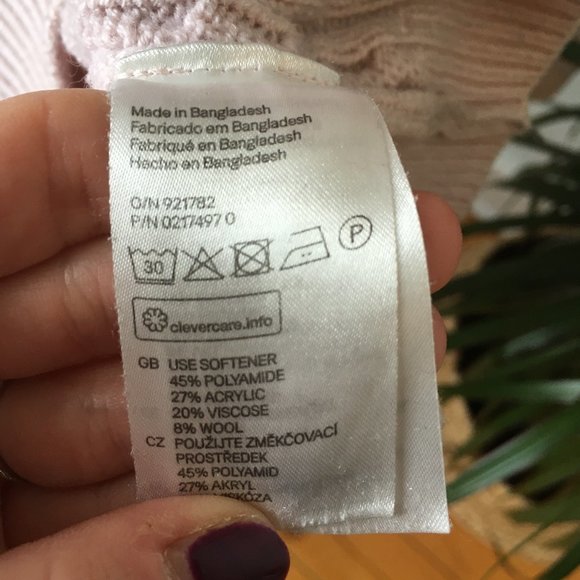 Made in Bangladesh
Fabricado em Bangladesh
Fabriqué en Bangladesh
Hecho en Bangladesh
O/N 921782
P/N 0217497 0
30 P
clevercare.info
GB USE SOFTENER
45% POLYAMIDE
27% ACRYLIC
20% VISCOSE
8% WOOL
CZ POUŽIJTE ZMĚKČOVACÍ
PROSTŘEDEK
45% POLYAMID
27% AKRYL